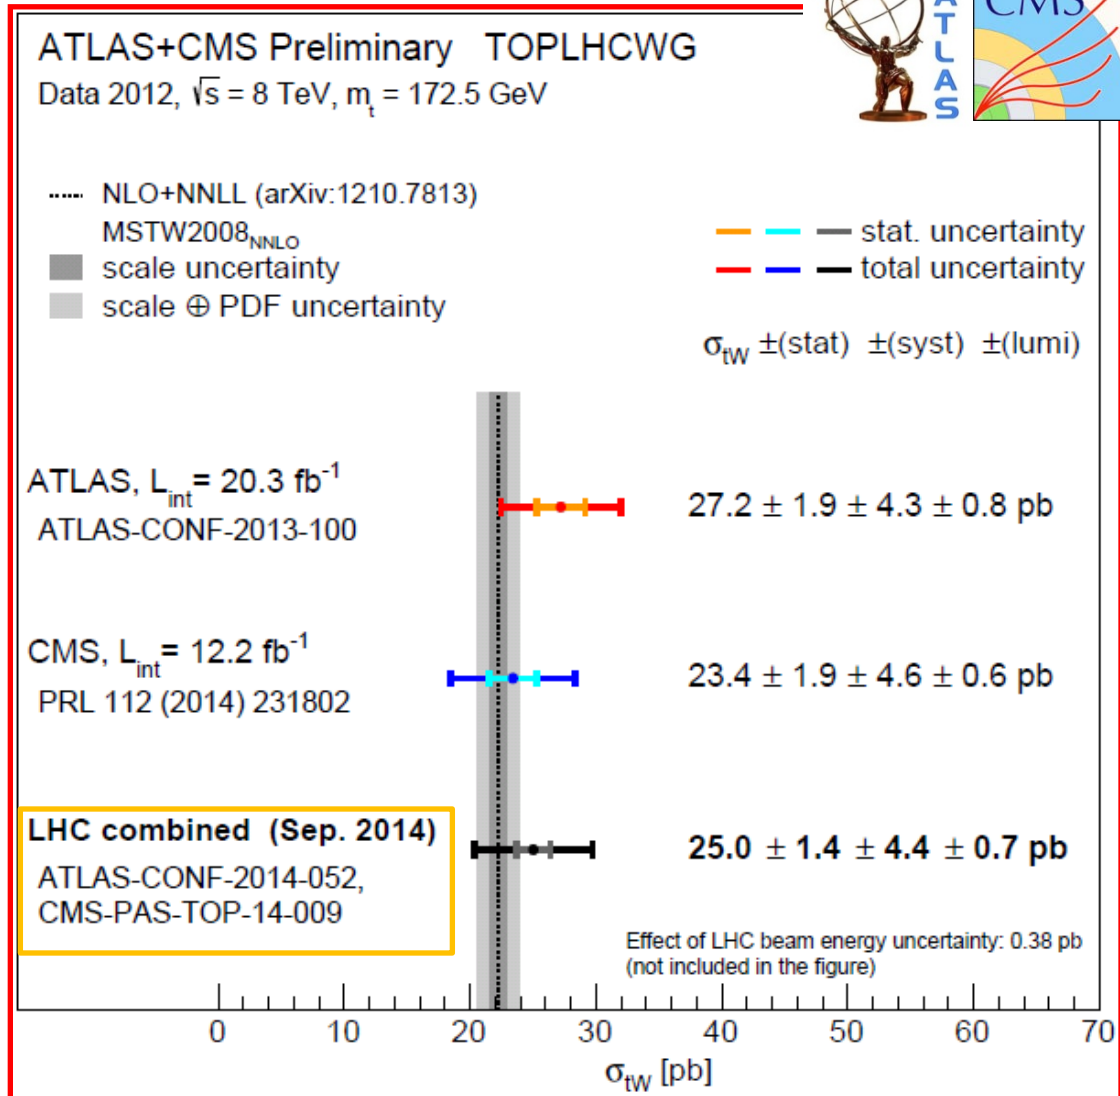 ATLAS
CMS
ATLAS+CMS Preliminary TOPLHCWG
Data 2012, √s = 8 TeV, mₜ = 172.5 GeV
NLO+NNLL (arXiv:1210.7813)
MSTW2008NNLO
scale uncertainty
scale ⊕ PDF uncertainty
stat. uncertainty
total uncertainty
σtW ±(stat) ±(syst) ±(lumi)
ATLAS, Lint= 20.3 fb⁻¹
ATLAS-CONF-2013-100
27.2 ± 1.9 ± 4.3 ± 0.8 pb
CMS, Lint= 12.2 fb⁻¹
PRL 112 (2014) 231802
23.4 ± 1.9 ± 4.6 ± 0.6 pb
LHC combined (Sep. 2014)
ATLAS-CONF-2014-052,
CMS-PAS-TOP-14-009
25.0 ± 1.4 ± 4.4 ± 0.7 pb
Effect of LHC beam energy uncertainty: 0.38 pb
(not included in the figure)
0 10 20 30 40 50 60 70
σtW [pb]